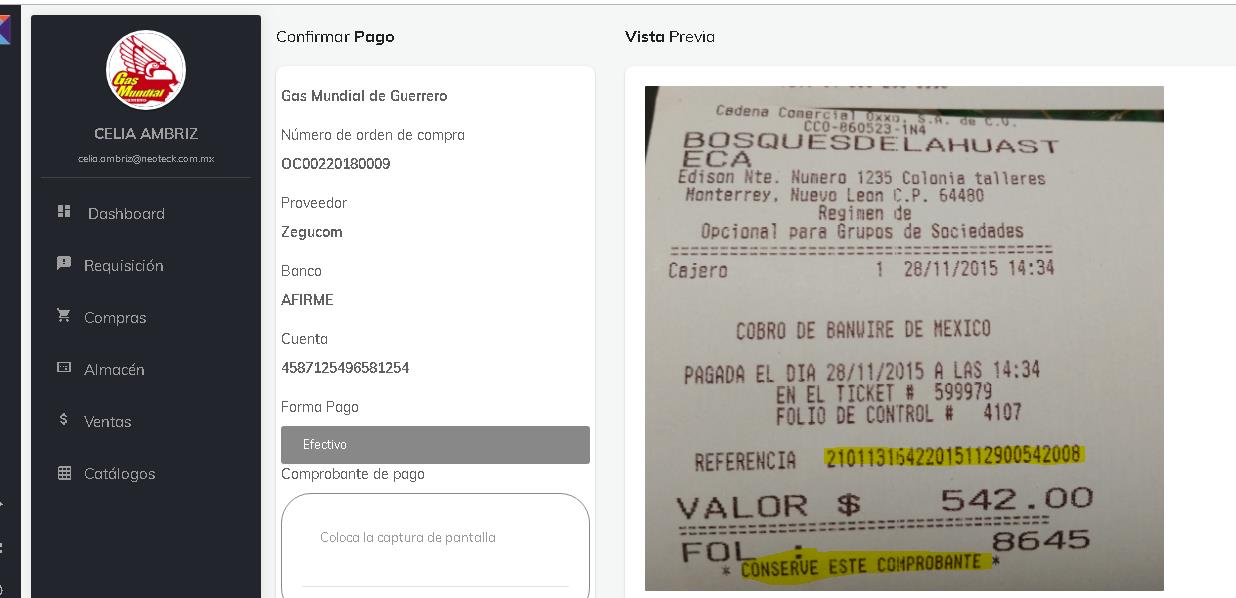 Gas
Mundial
CELIA AMBRIZ
celia.ambriz@neoteck.com.mx
Dashboard
Requisición
Compras
Almacén
$ Ventas
Catálogos
Confirmar Pago
Gas Mundial de Guerrero
Número de orden de compra
OC00220180009
Proveedor
Zegucom
Banco
AFIRME
Cuenta
4587125496581254
Forma Pago
Efectivo
Comprobante de pago
Coloca la captura de pantalla
Vista Previa
Cadena Comercial Oxxo, S.A. de C.V.
CCO-860523-1N4
BOSQUESDELAHUAST
ECA
Edison Nte. Numero 1235 Colonia talleres
Monterrey, Nuevo Leon C.P. 64480
Regimen de
Opcional para Grupos de Sociedades
Cajero 1 28/11/2015 14:34
COBRO DE BANWIRE DE MEXICO
PAGADA EL DIA 28/11/2015 A LAS 14:34
EN EL TICKET # 599979
FOLIO DE CONTROL # 4107
REFERENCIA 21011316422015112900542008
VALOR $ 542.00
FOL : 8645
* CONSERVE ESTE COMPROBANTE *